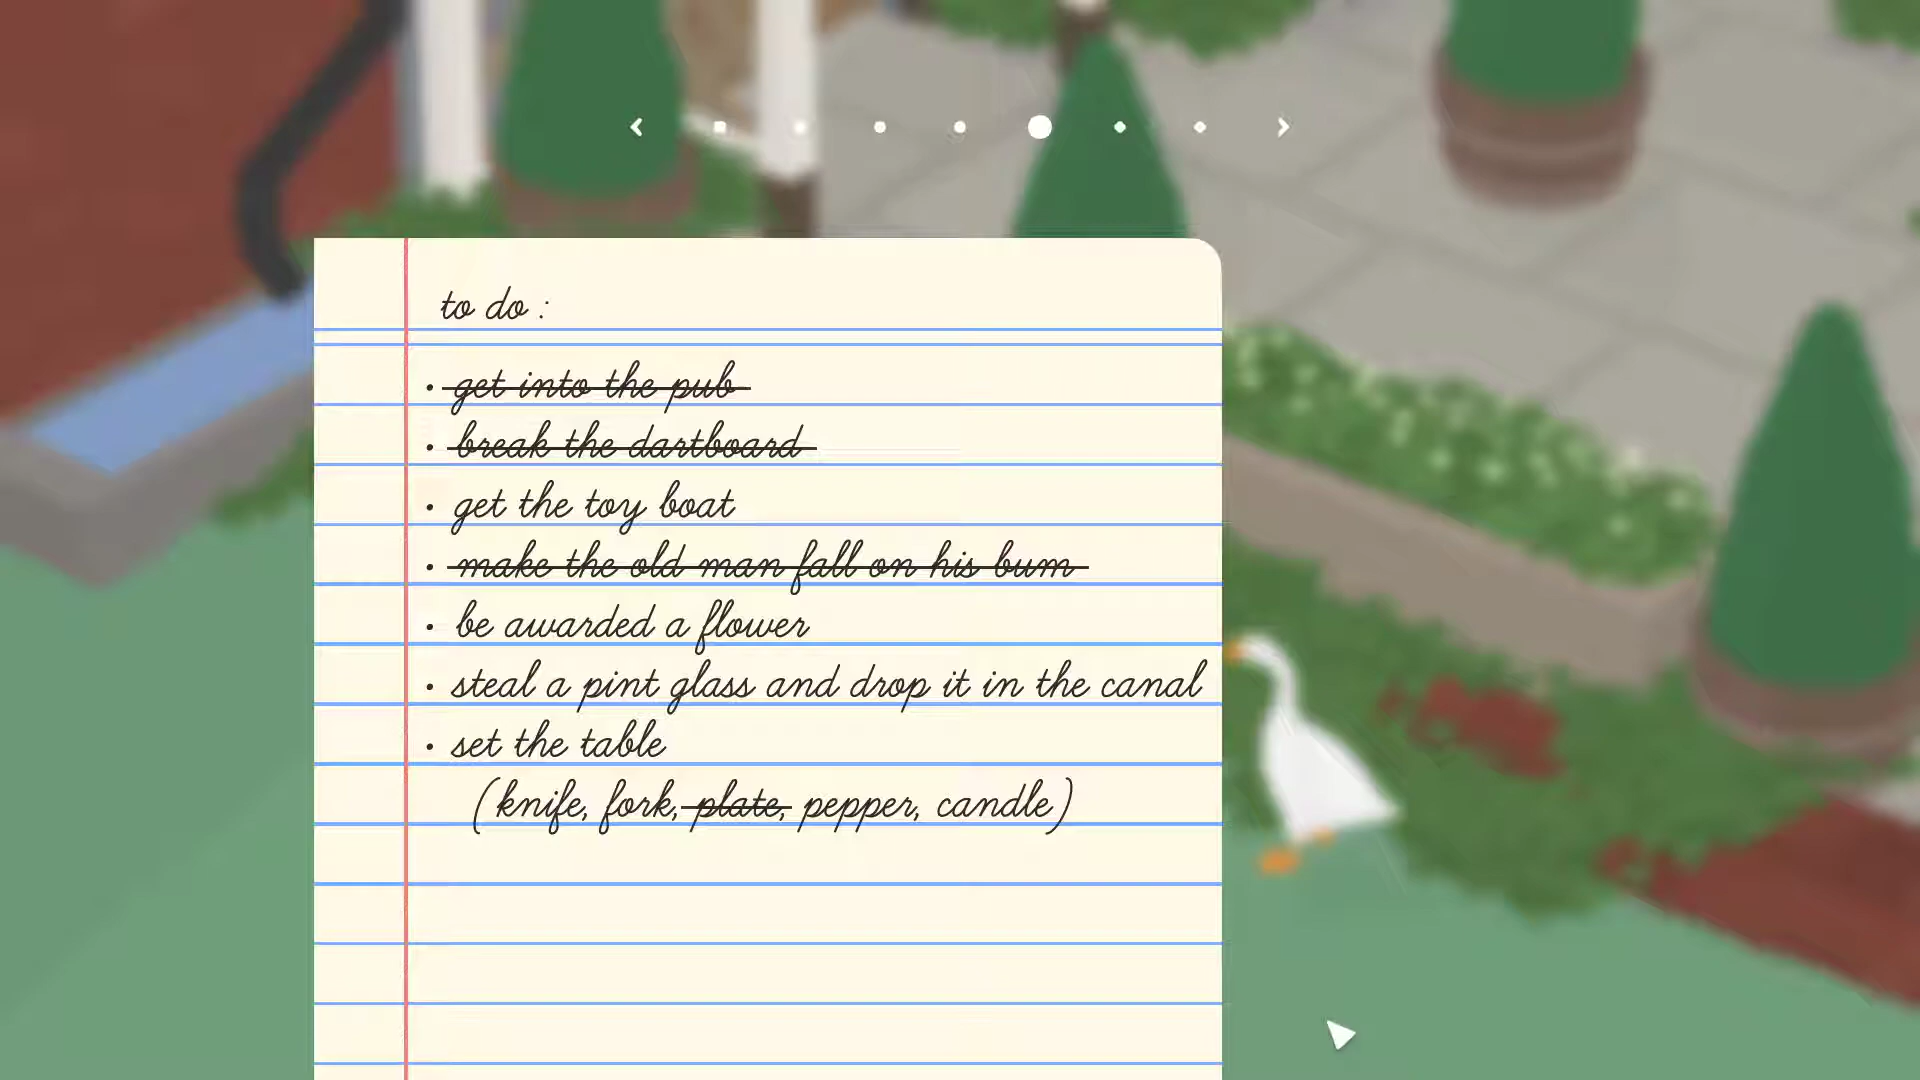 to do :
• get into the pub
• break the dartboard
• get the toy boat
• make the old man fall on his bum
• be awarded a flower
• steal a pint glass and drop it in the canal
• set the table
(knife, fork, plate, pepper, candle)